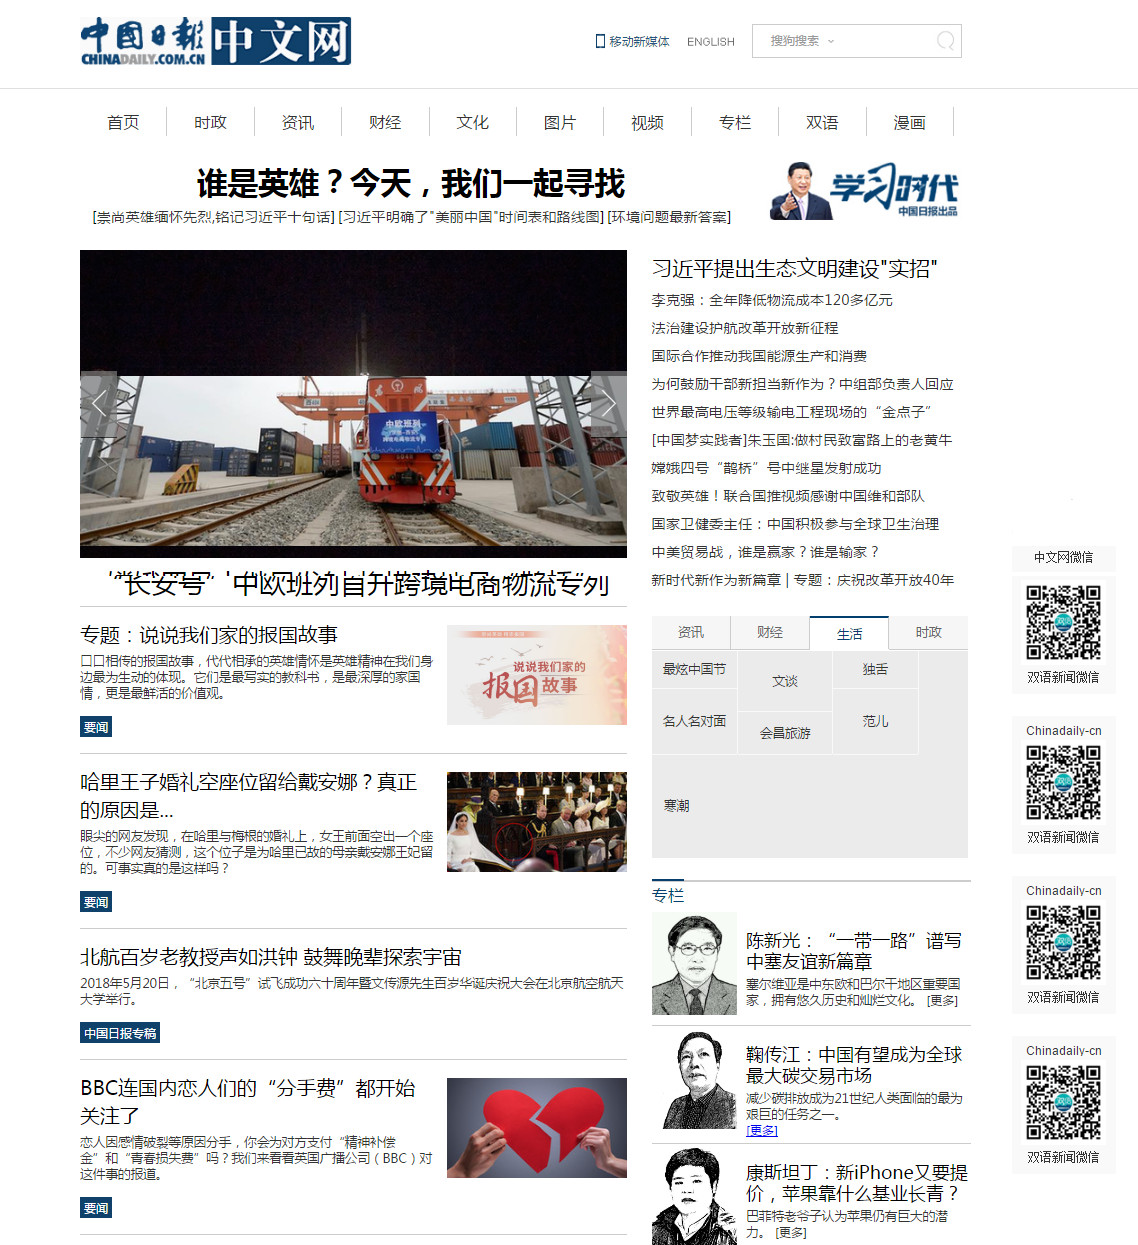 中国日报 中文网
CHINADAILY.COM.CN
移动新媒体 ENGLISH 搜狗搜索
首页 时政 资讯 财经 文化 图片 视频 专栏 双语 漫画
谁是英雄？今天，我们一起寻找
[崇尚英雄缅怀先烈,铭记习近平十句话] [习近平明确了"美丽中国"时间表和路线图] [环境问题最新答案]
学习时代
中国日报出品
中欧班列
“长安号”中欧班列首开跨境电商物流专列
专题：说说我们家的报国故事
口口相传的报国故事，代代相承的英雄情怀是英雄精神在我们身
边最为生动的体现。它们是最写实的教科书，是最深厚的家国
情，更是最鲜活的价值观。
要闻
说说我们家的
报国故事
哈里王子婚礼空座位留给戴安娜？真正
的原因是...
眼尖的网友发现，在哈里与梅根的婚礼上，女王前面空出一个座
位，不少网友猜测，这个位子是为哈里已故的母亲戴安娜王妃留
的。可事实真的是这样吗？
要闻
北航百岁老教授声如洪钟 鼓舞晚辈探索宇宙
2018年5月20日，“北京五号”试飞成功六十周年暨文传源先生百岁华诞庆祝大会在北京航空航天
大学举行。
中国日报专稿
BBC连国内恋人们的“分手费”都开始
关注了
恋人因感情破裂等原因分手，你会为对方支付“精神补偿
金”和“青春损失费”吗？我们来看看英国广播公司（BBC）对
这件事的报道。
要闻
习近平提出生态文明建设"实招"
李克强：全年降低物流成本120多亿元
法治建设护航改革开放新征程
国际合作推动我国能源生产和消费
为何鼓励干部新担当新作为？中组部负责人回应
世界最高电压等级输电工程现场的“金点子”
[中国梦实践者]朱玉国:做村民致富路上的老黄牛
嫦娥四号“鹊桥”号中继星发射成功
致敬英雄！联合国推视频感谢中国维和部队
国家卫健委主任：中国积极参与全球卫生治理
中美贸易战，谁是赢家？谁是输家？
新时代新作为新篇章 | 专题：庆祝改革开放40年
资讯 财经 生活 时政
最炫中国节 文谈 独舌
名人名对面 会昌旅游 范儿
寒潮
专栏
陈新光：“一带一路”谱写
中塞友谊新篇章
塞尔维亚是中东欧和巴尔干地区重要国
家，拥有悠久历史和灿烂文化。 [更多]
鞠传江：中国有望成为全球
最大碳交易市场
减少碳排放成为21世纪人类面临的最为
艰巨的任务之一。
[更多]
康斯坦丁：新iPhone又要提
价，苹果靠什么基业长青？
巴菲特老爷子认为苹果仍有巨大的潜
力。 [更多]
中文网微信
双语新闻微信
Chinadaily-cn
双语新闻微信
Chinadaily-cn
双语新闻微信
Chinadaily-cn
双语新闻微信